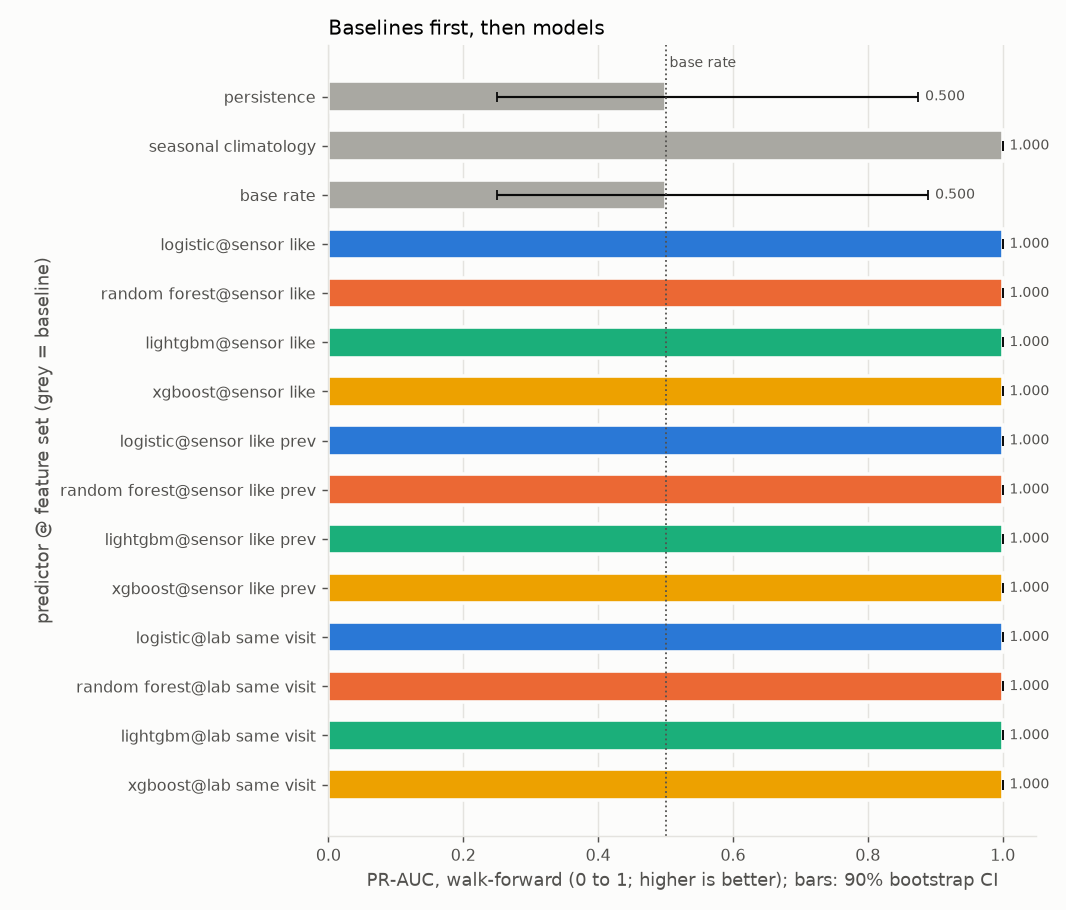 Baselines first, then models
base rate
persistence
0.500
seasonal climatology
1.000
base rate
0.500
logistic@sensor like
1.000
random forest@sensor like
1.000
lightgbm@sensor like
1.000
xgboost@sensor like
1.000
logistic@sensor like prev
1.000
random forest@sensor like prev
1.000
lightgbm@sensor like prev
1.000
xgboost@sensor like prev
1.000
logistic@lab same visit
1.000
random forest@lab same visit
1.000
lightgbm@lab same visit
1.000
xgboost@lab same visit
1.000
predictor @ feature set (grey = baseline)
0.0 0.2 0.4 0.6 0.8 1.0
PR-AUC, walk-forward (0 to 1; higher is better); bars: 90% bootstrap CI